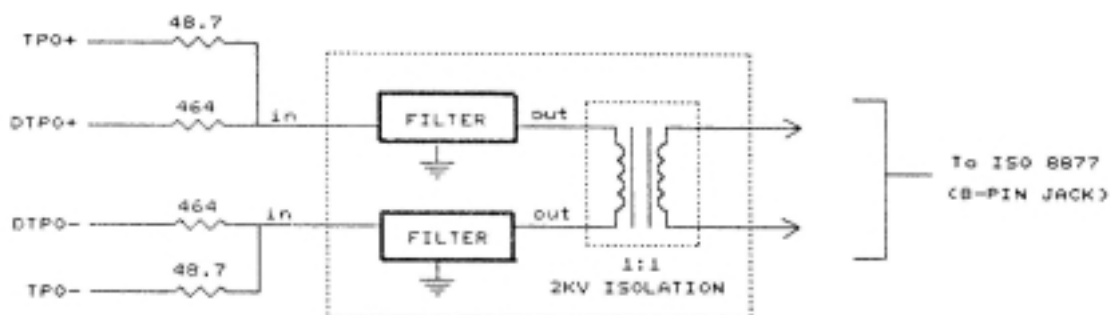 48.7
TPO+
464
DTPO+
in
FILTER
out
To ISO 8877
(8-PIN JACK)
464
DTPO-
in
FILTER
out
48.7
TPO-
1:1
2KV ISOLATION